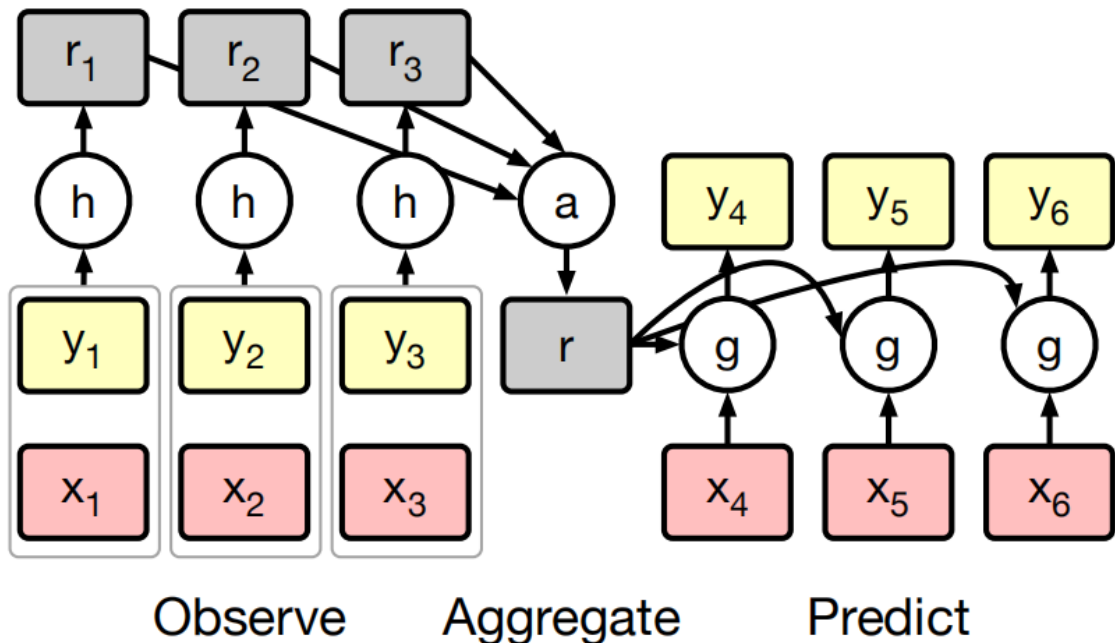 r₁ r₂ r₃
h h h a
y₄ y₅ y₆
y₁ y₂ y₃ r g g g
x₁ x₂ x₃ x₄ x₅ x₆
Observe Aggregate Predict